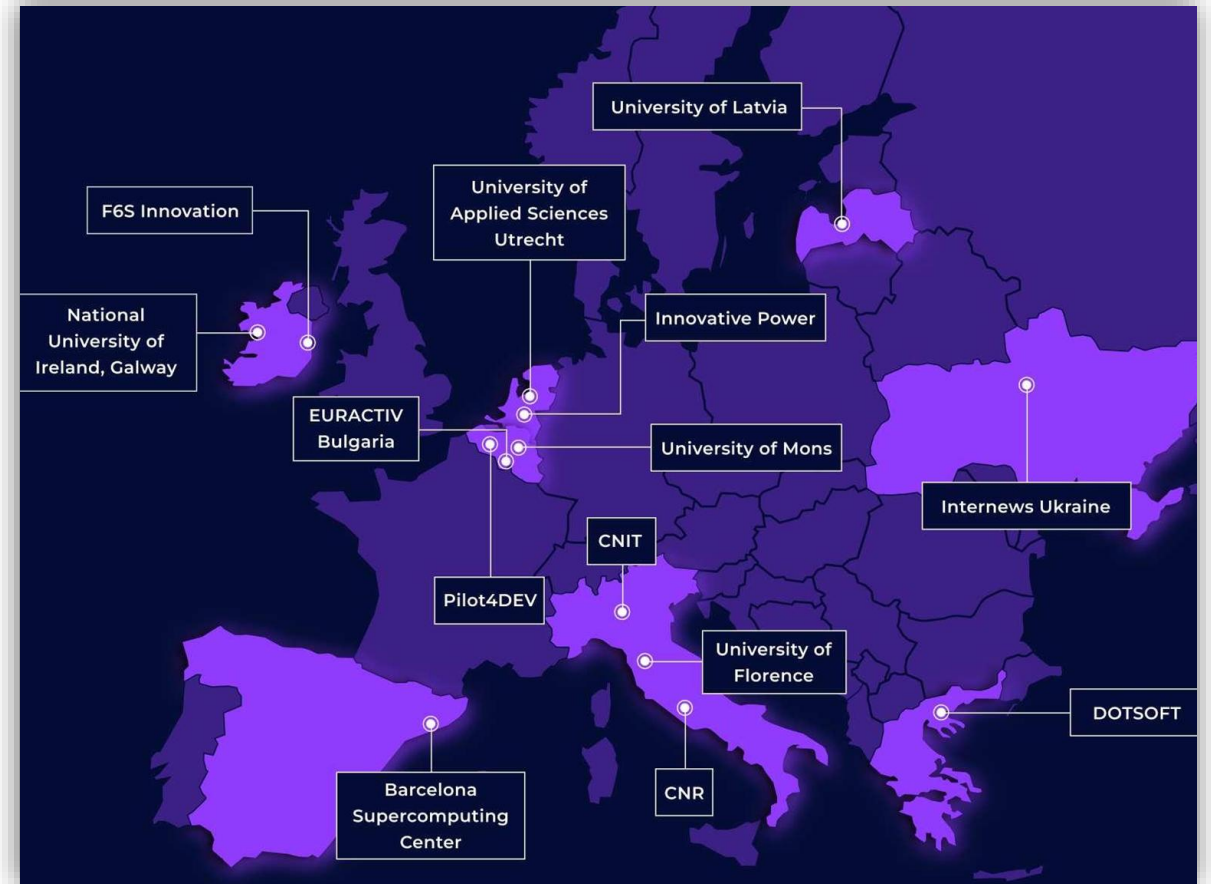 University of Latvia
University of
Applied Sciences
Utrecht
F6S Innovation
National
University of
Ireland, Galway
Innovative Power
EURACTIV
Bulgaria
University of Mons
Internews Ukraine
CNIT
Pilot4DEV
University of
Florence
DOTSOFT
CNR
Barcelona
Supercomputing
Center